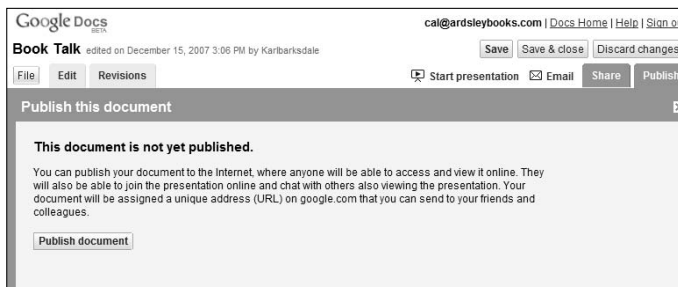 Google Docs
BETA
cal@ardsleybooks.com | Docs Home | Help | Sign
Book Talk edited on December 15, 2007 3:06 PM by Karlbarksdale
Save Save & close Discard changes
File Edit Revisions
Start presentation Email Share Publish
Publish this document
This document is not yet published.
You can publish your document to the Internet, where anyone will be able to access and view it online. They
will also be able to join the presentation online and chat with others also viewing the presentation. Your
document will be assigned a unique address (URL) on google.com that you can send to your friends and
colleagues.
Publish document